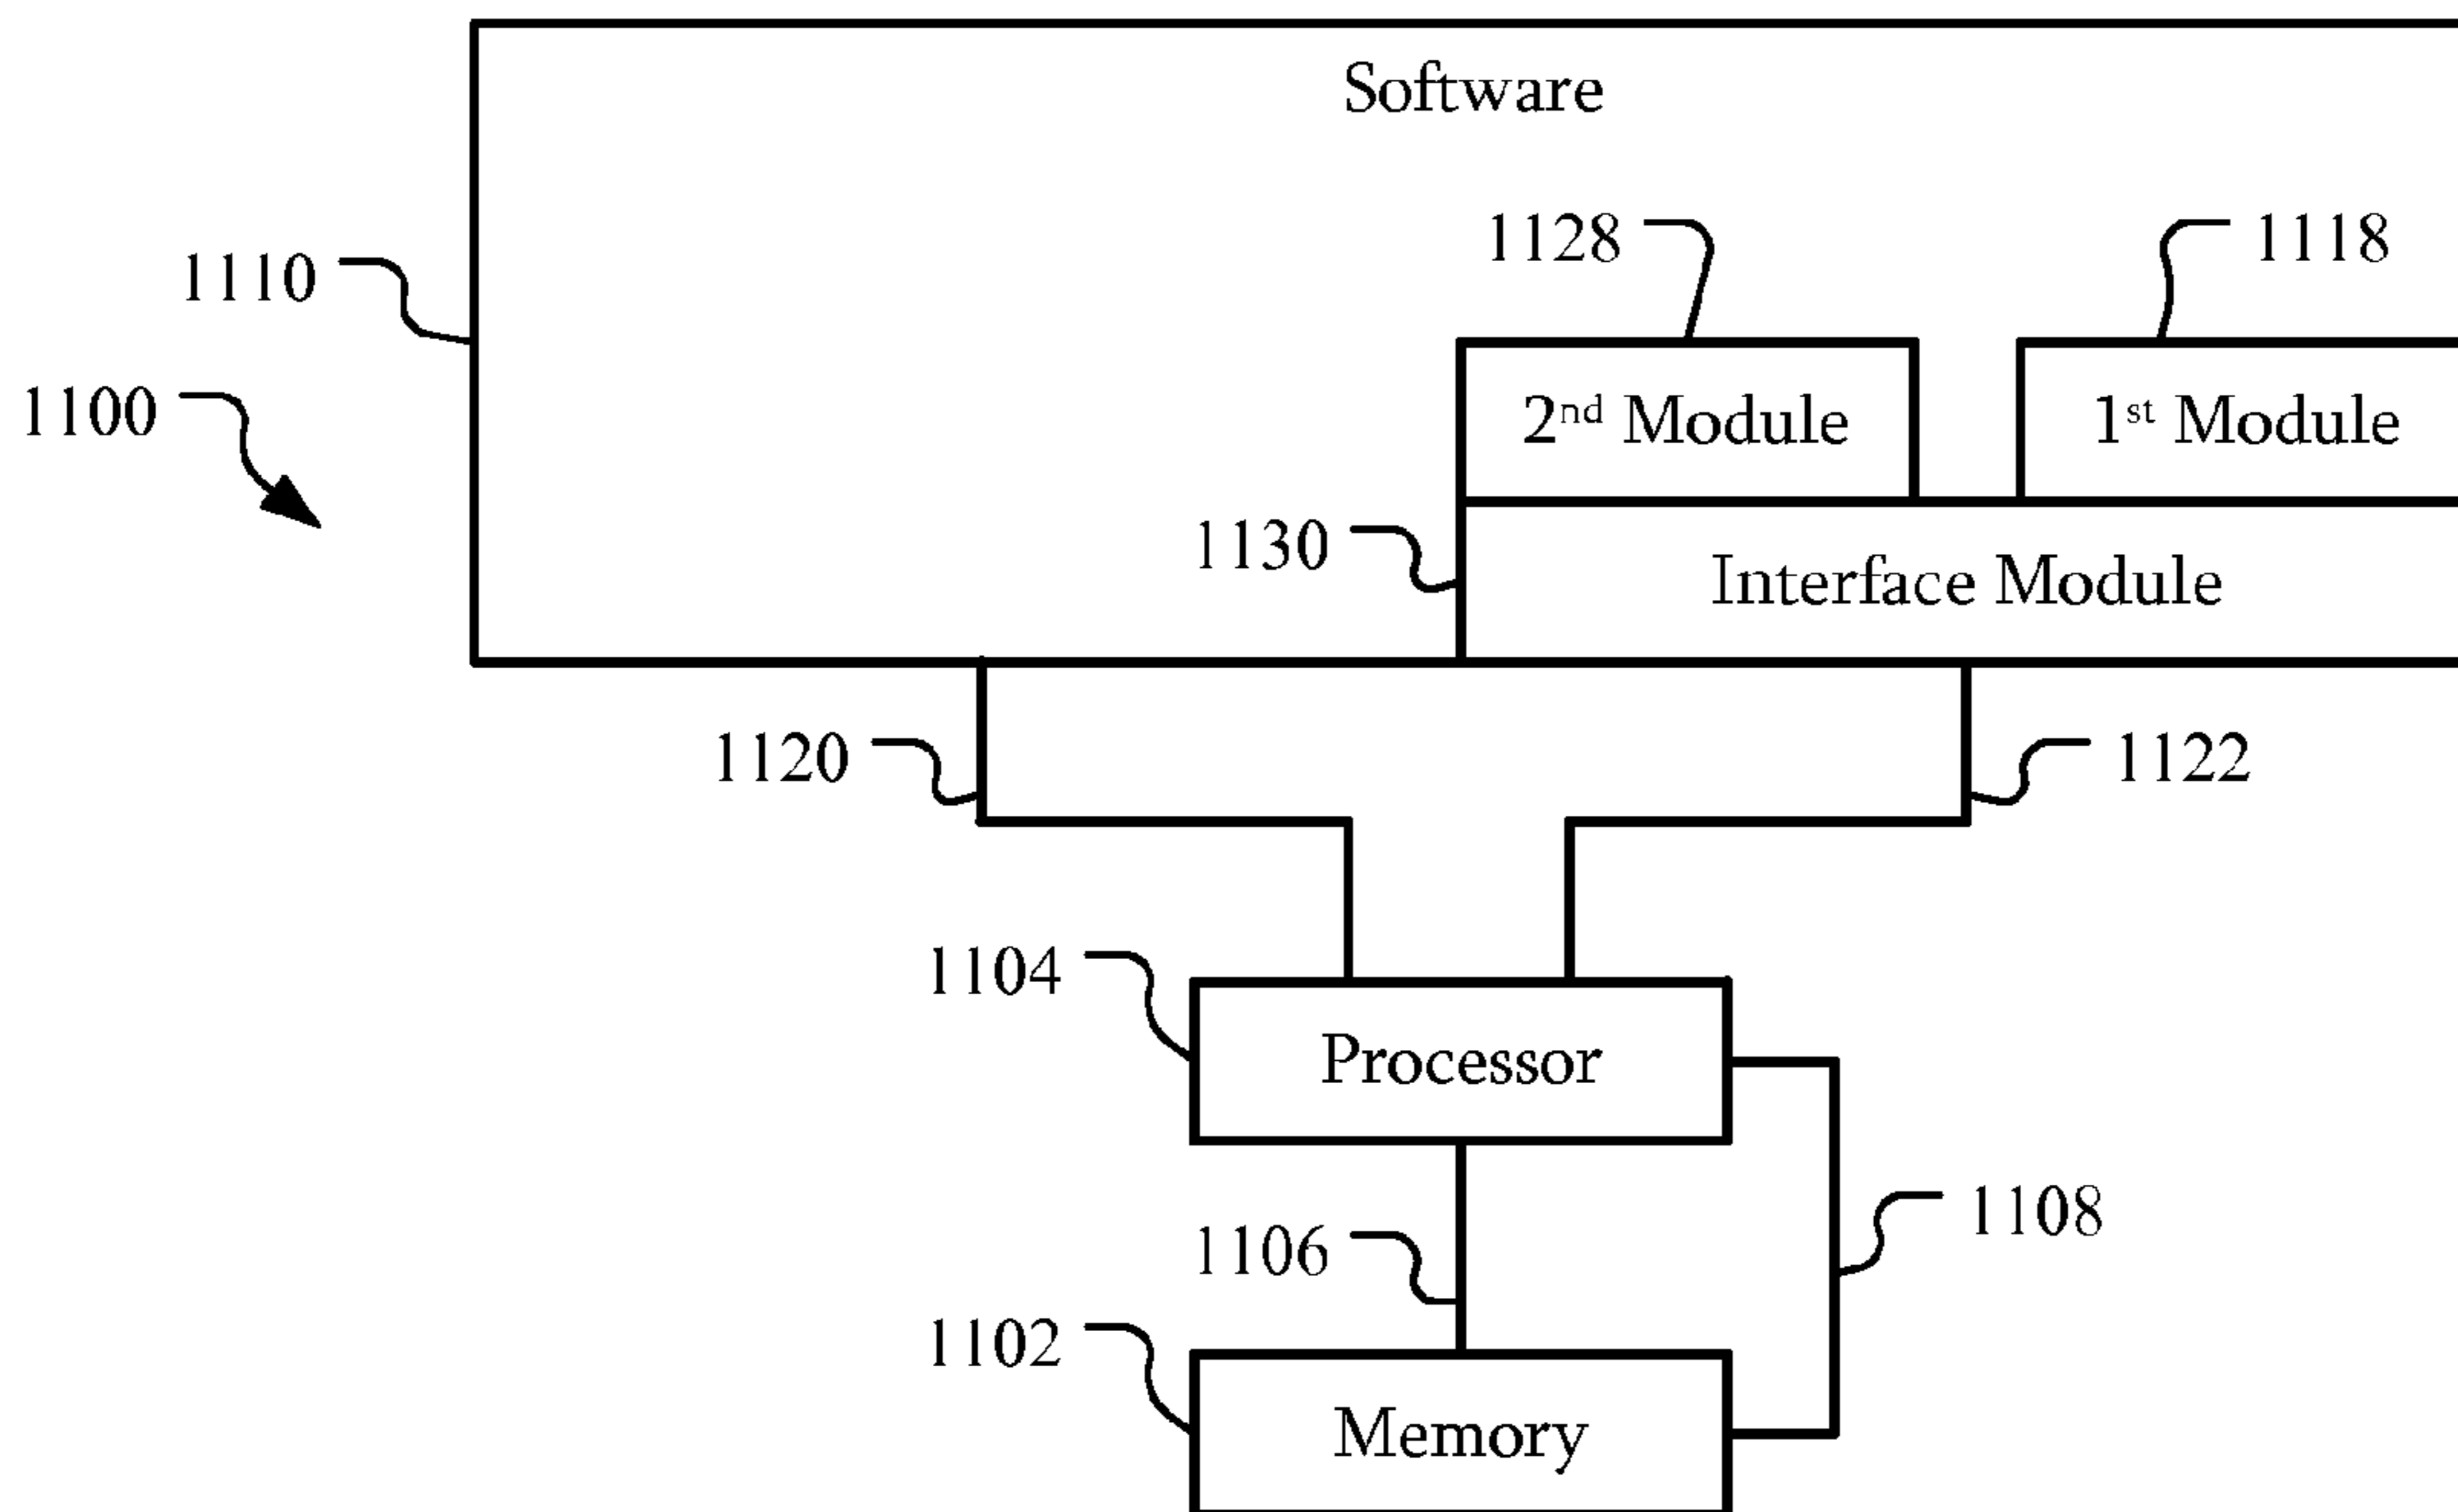 Software
1128 1118
1110
1100
2nd Module 1st Module
1130
Interface Module
1120 1122
1104
Processor
1108
1106
1102
Memory